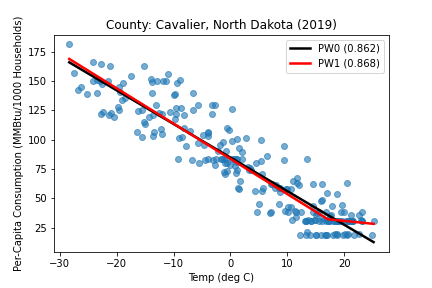 County: Cavalier, North Dakota (2019)
PW0 (0.862)
PW1 (0.868)
Per-Capita Consumption (MMBtu/1000 Households)
175
150
125
100
75
50
25
−30 −20 −10 0 10 20
Temp (deg C)